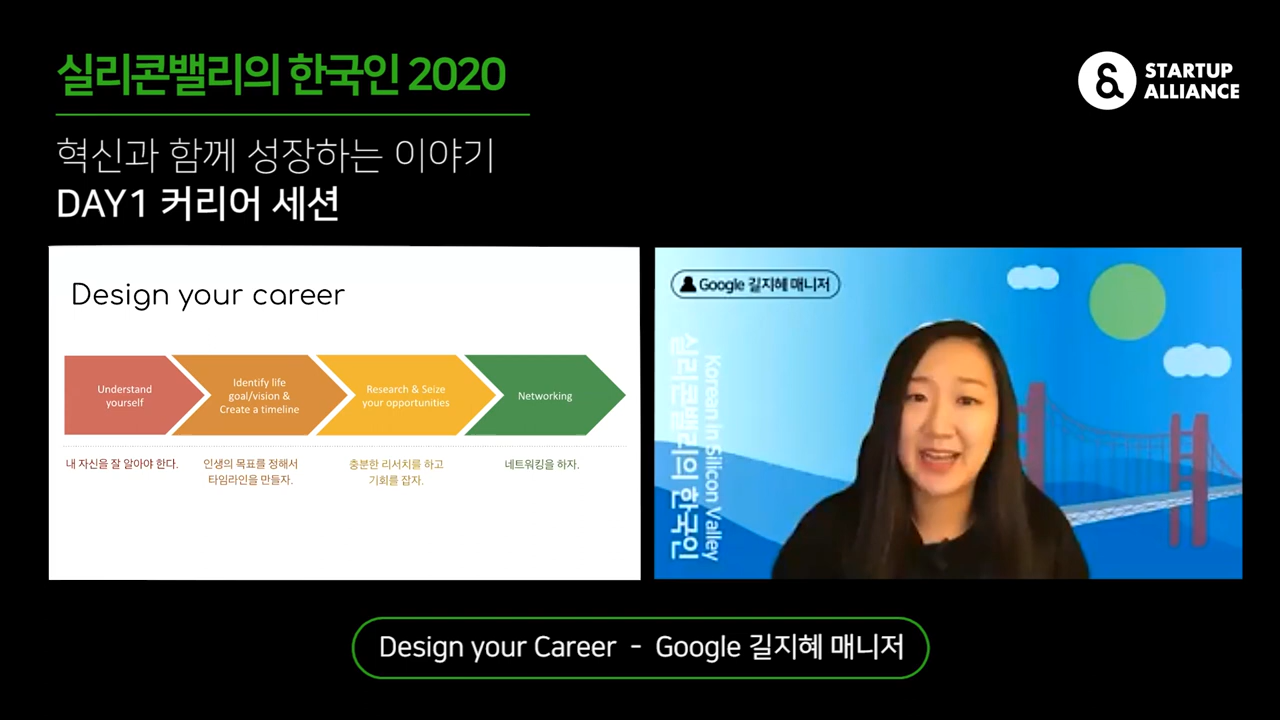 실리콘밸리의 한국인 2020
혁신과 함께 성장하는 이야기
DAY1 커리어 세션
STARTUP
ALLIANCE
Design your career
Understand
yourself
Identify life
goal/vision &
Create a timeline
Research & Seize
your opportunities
Networking
내 자신을 잘 알아야 한다.
인생의 목표를 정해서
타임라인을 만들자.
충분한 리서치를 하고
기회를 잡자.
네트워킹을 하자.
Google 길지혜 매니저
Korean in Silicon Valley
실리콘밸리의 한국인
Design your Career - Google 길지혜 매니저